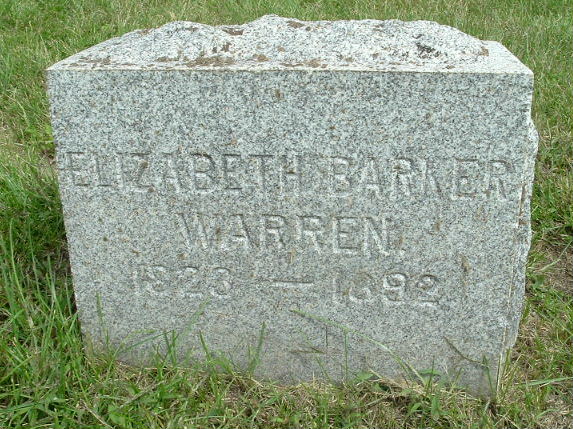 ELIZABETH BARKER
WARREN.
1823 — 1892